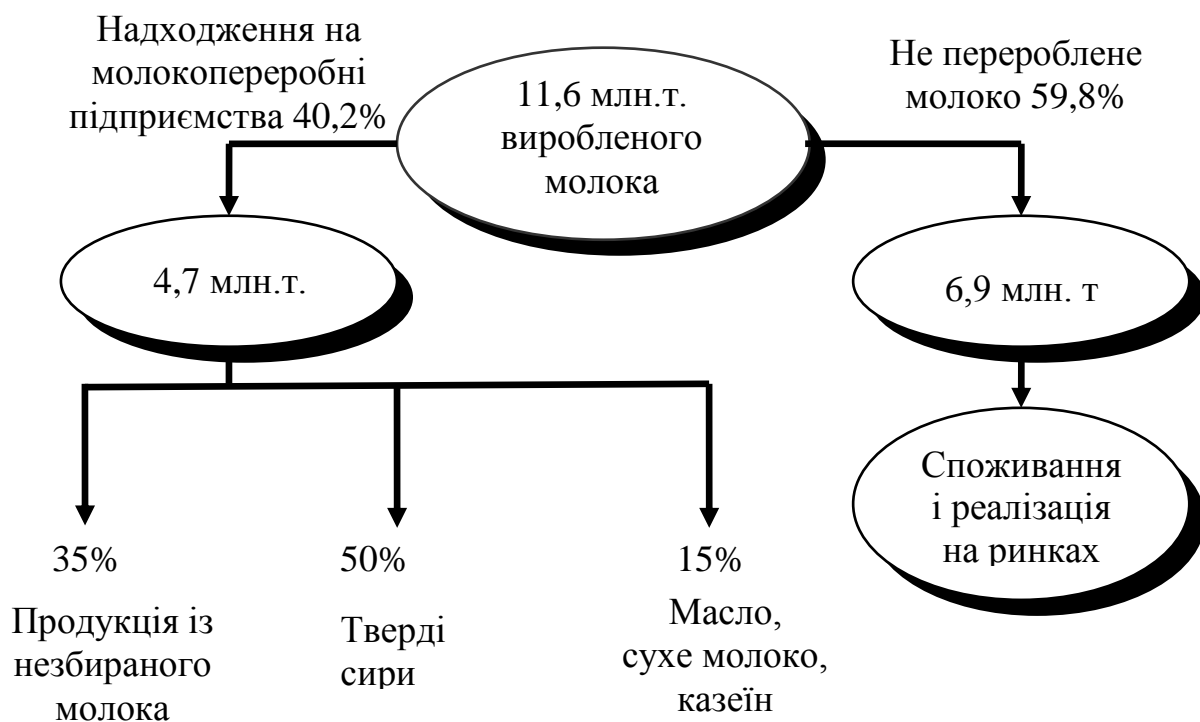 Надходження на
молокопереробні
підприємства 40,2%
11,6 млн.т.
виробленого
молока
Не перероблене
молоко 59,8%
4,7 млн.т.
6,9 млн. т
Споживання
і реалізація
на ринках
35%
Продукція із
незбираного
молока
50%
Тверді
сири
15%
Масло,
сухе молоко,
казеїн